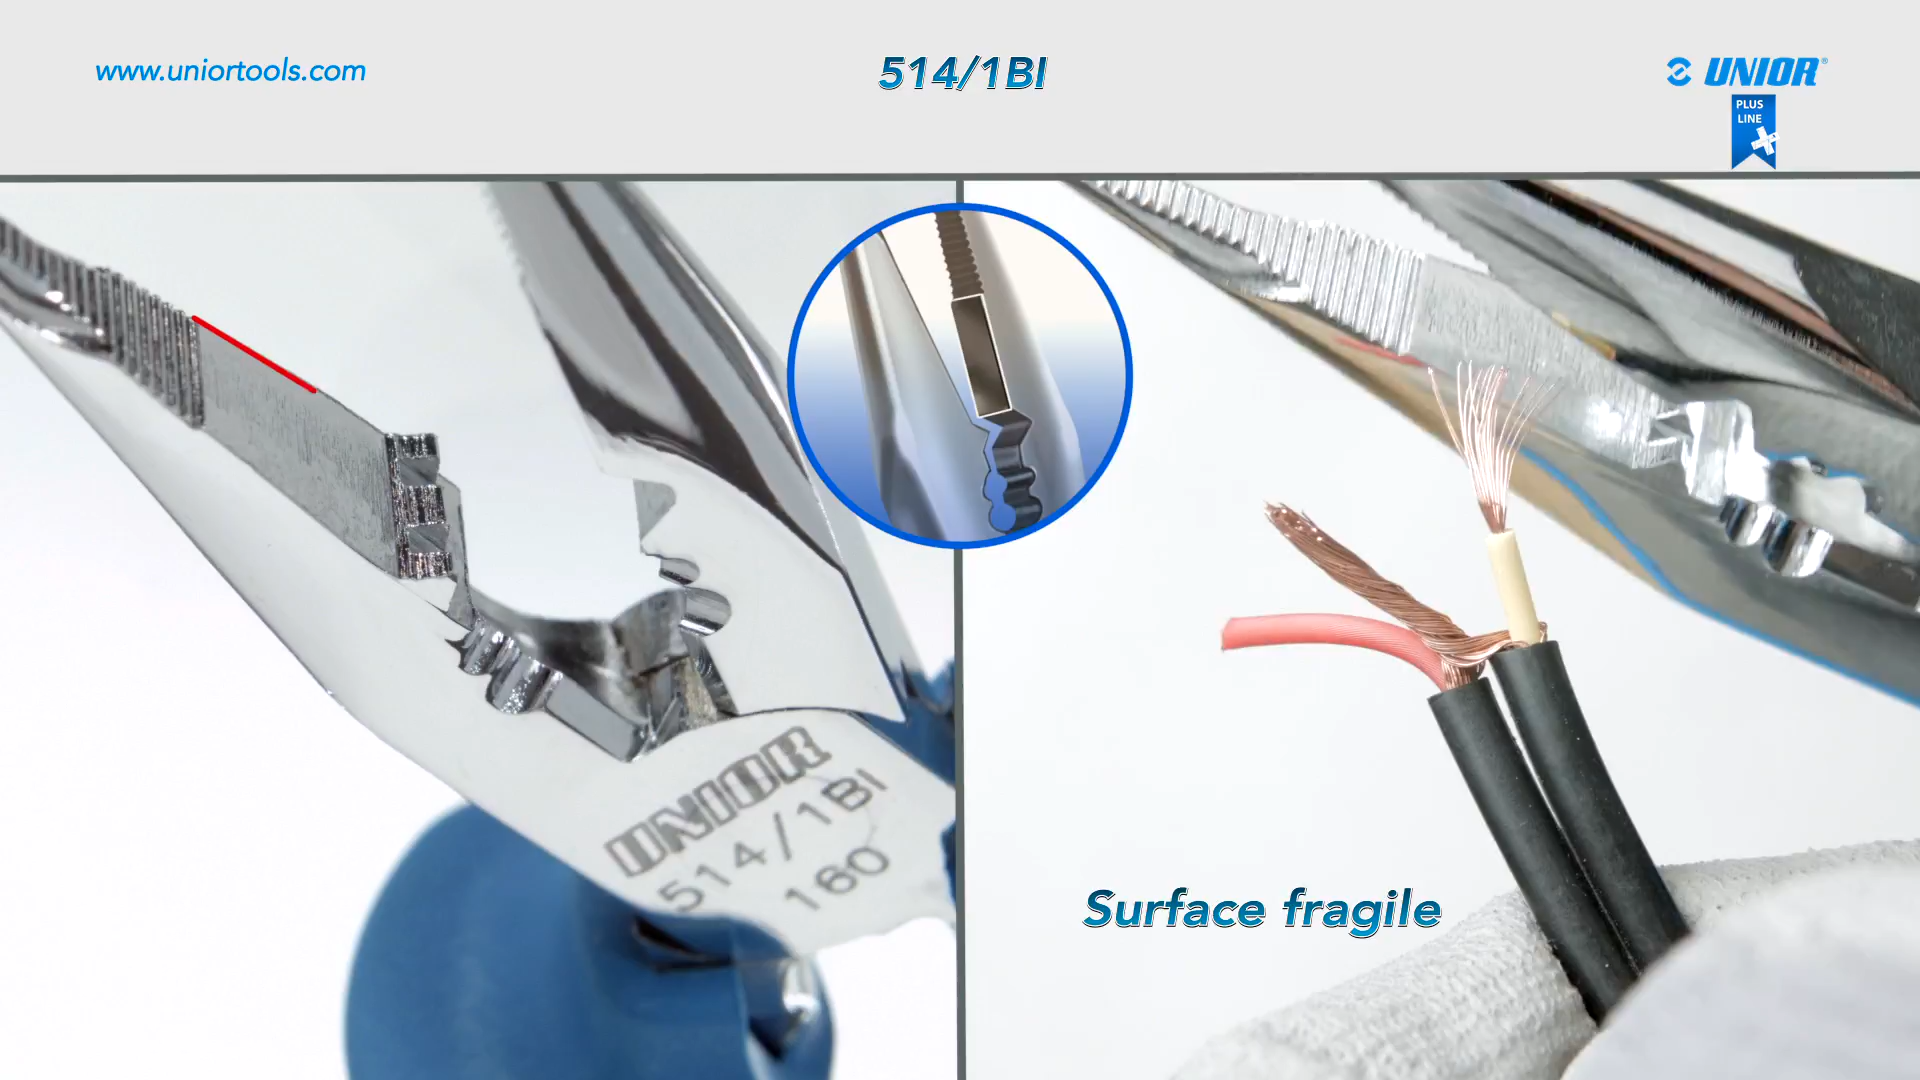 www.uniortools.com
514/1BI
UNIOR®
PLUS
LINE
UNIOR
514/1BI
160
Surface fragile